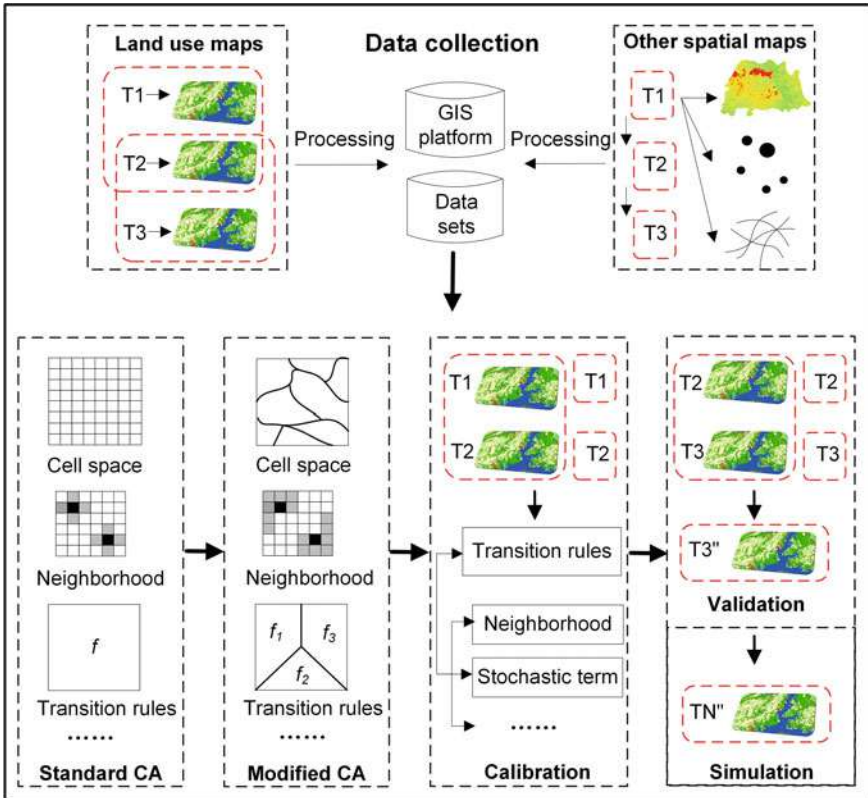 Land use maps
T1
T2
T3
Data collection
Processing
GIS
platform
Data
sets
Processing
Other spatial maps
T1
T2
T3
Cell space
Neighborhood
f
Transition rules
......
Standard CA
Cell space
Neighborhood
f1
f3
f2
Transition rules
......
Modified CA
T1
T1
T2
T2
Transition rules
Neighborhood
Stochastic term
......
Calibration
T2
T2
T3
T3
T3"
Validation
TN"
Simulation